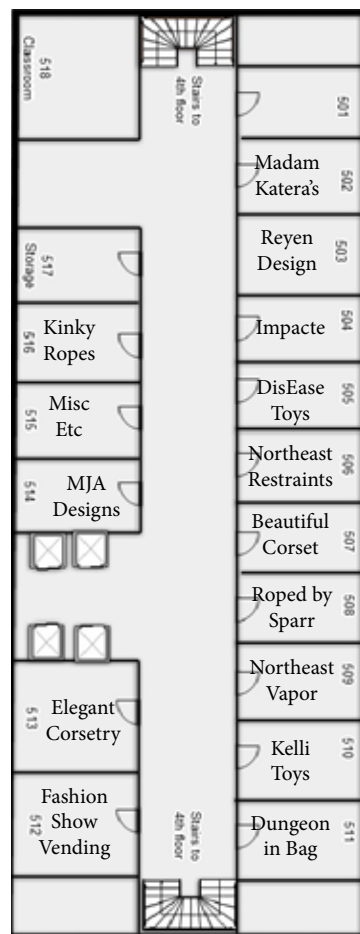 518
Classroom
Stairs to
4th floor
501
Madam
Katera's
502
Reyen
Design
503
517
Storage
Impacte
504
Kinky
Ropes
516
DisEase
Toys
505
Misc
Etc
515
Northeast
Restraints
506
MJA
Designs
514
Beautiful
Corset
507
Roped by
Sparr
508
Northeast
Vapor
509
Elegant
Corsetry
513
Kelli
Toys
510
Fashion
Show
Vending
512
Stairs to
4th floor
Dungeon
in Bag
511